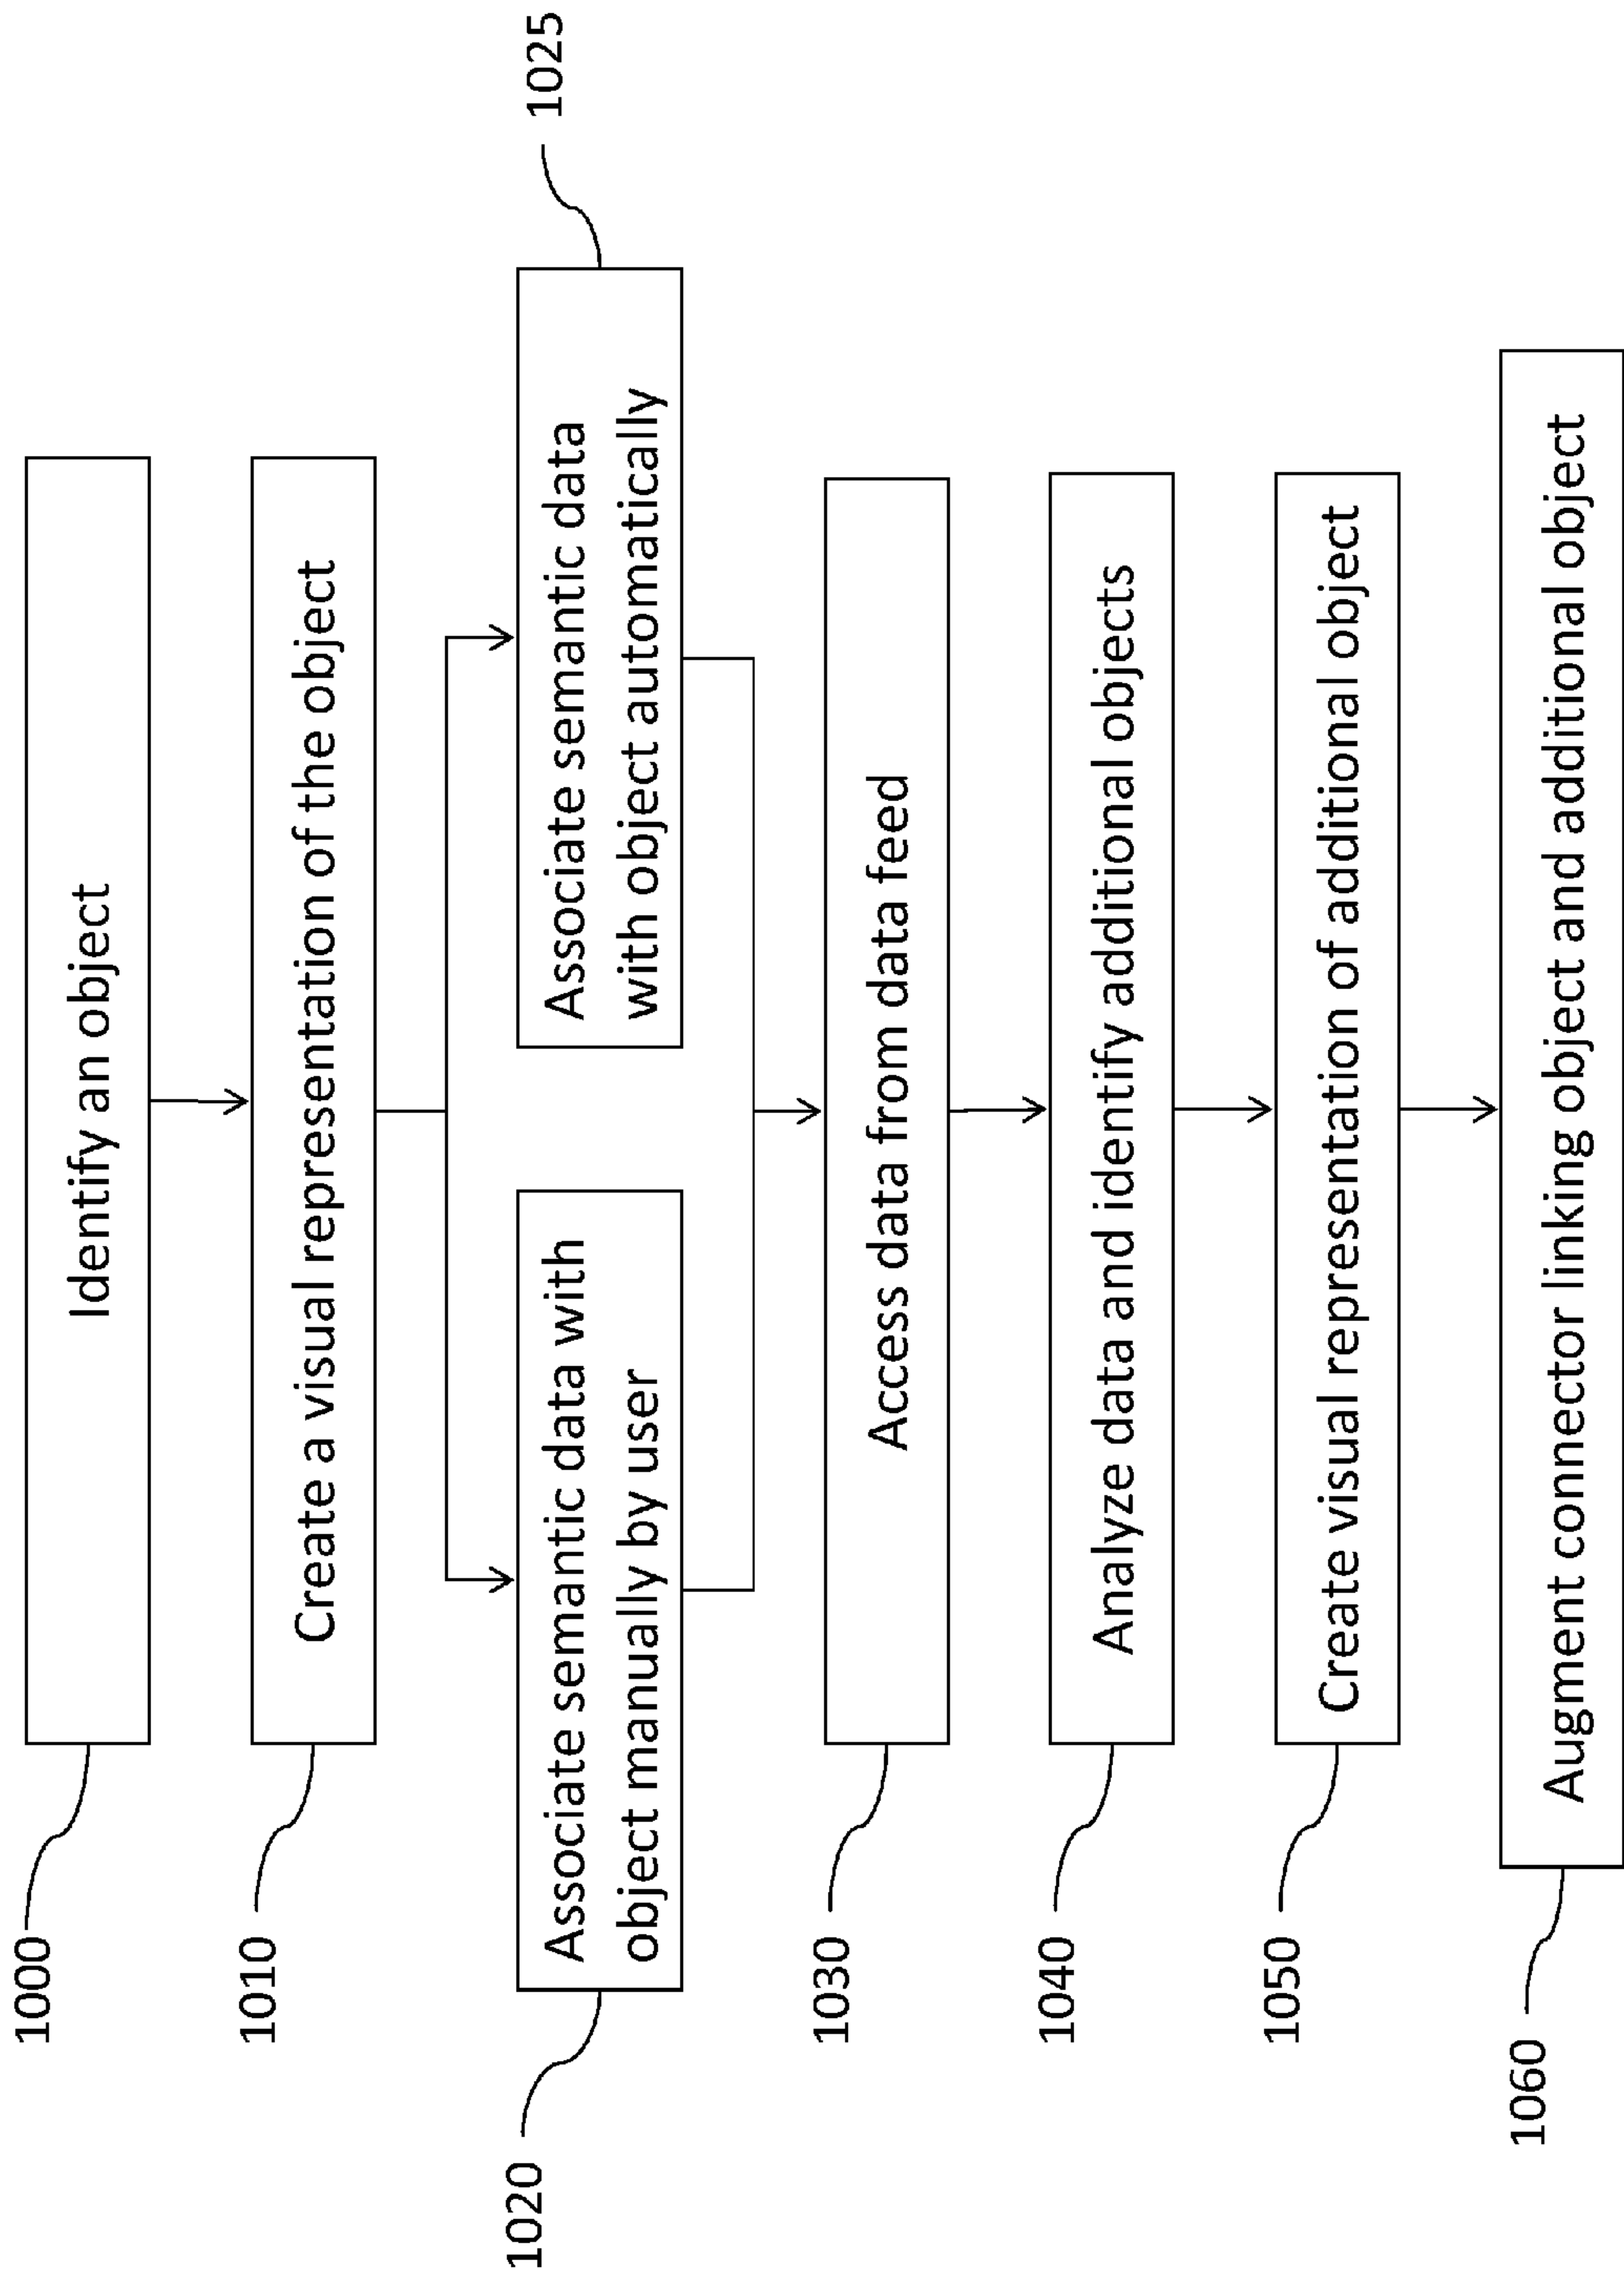 1000
Identify an object
1010
Create a visual representation of the object
1020
Associate semantic data with
object manually by user
1025
Associate semantic data
with object automatically
1030
Access data from data feed
1040
Analyze data and identify additional objects
1050
Create visual representation of additional object
1060
Augment connector linking object and additional object